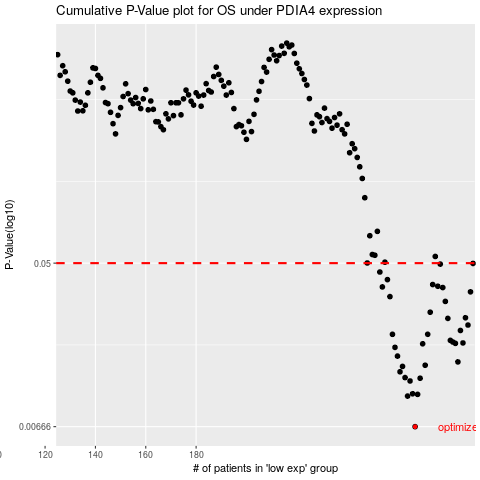 Cumulative P-Value plot for OS under PDIA4 expression
P-Value(log10)
0.05
0.00666
optimize
0 120 140 160 180
# of patients in 'low exp' group